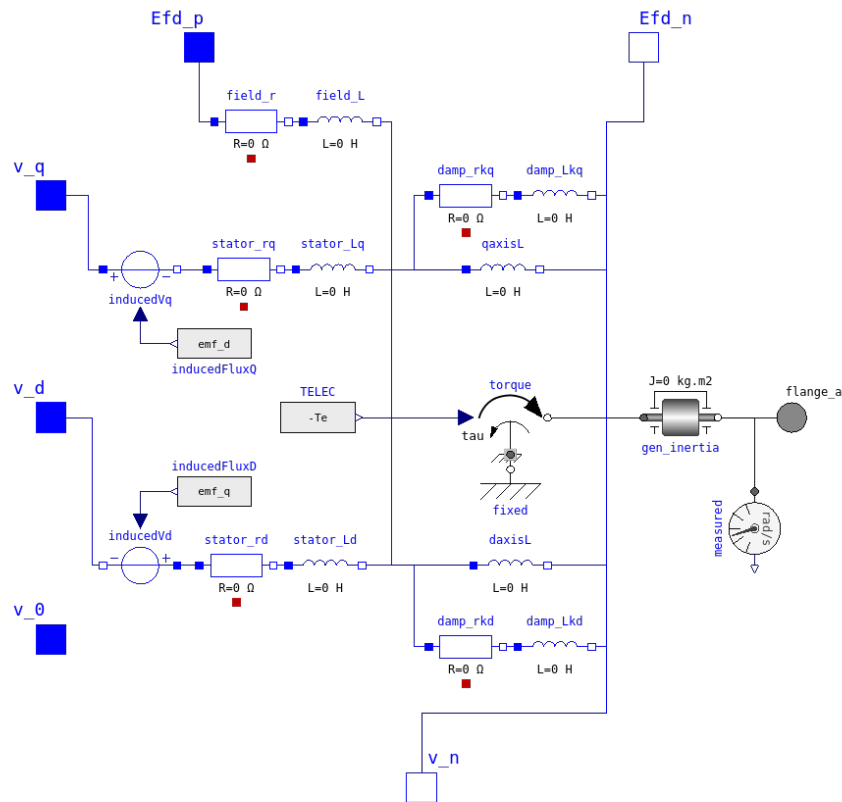 Efd_p
Efd_n
field_r
field_L
R=0 Ω
L=0 H
v_q
damp_rkq
damp_Lkq
R=0 Ω
L=0 H
stator_rq
stator_Lq
qaxisL
+
−
R=0 Ω
L=0 H
L=0 H
inducedVq
emf_d
inducedFluxQ
v_d
TELEC
-Te
torque
tau
J=0 kg.m2
gen_inertia
flange_a
inducedFluxD
emf_q
fixed
measured
rad/s
inducedVd
stator_rd
stator_Ld
daxisL
−
+
R=0 Ω
L=0 H
L=0 H
v_0
damp_rkd
damp_Lkd
R=0 Ω
L=0 H
v_n